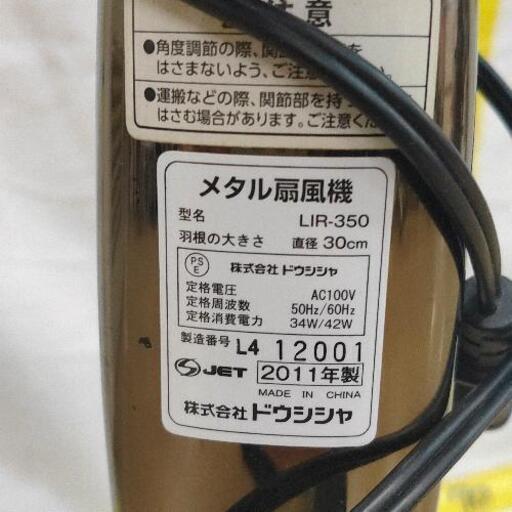 注意
●角度調節の際、関
はさまないよう、ご注意
い。
●運搬などの際、関節部を持
はさむ場合があります。ご注意くだ
メタル扇風機
型名 LIR-350
羽根の大きさ 直径 30cm
PS
E
株式会社 ドウシシャ
定格電圧 AC100V
定格周波数 50Hz/60Hz
定格消費電力 34W/42W
製造番号 L4 12001
JET 2011年製
MADE IN CHINA
株式会社ドウシシャ